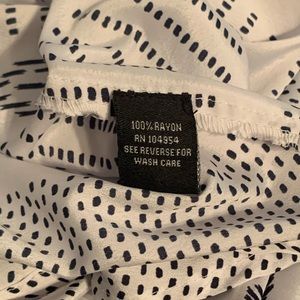 100% RAYON
RN 104954
SEE REVERSE FOR
WASH CARE